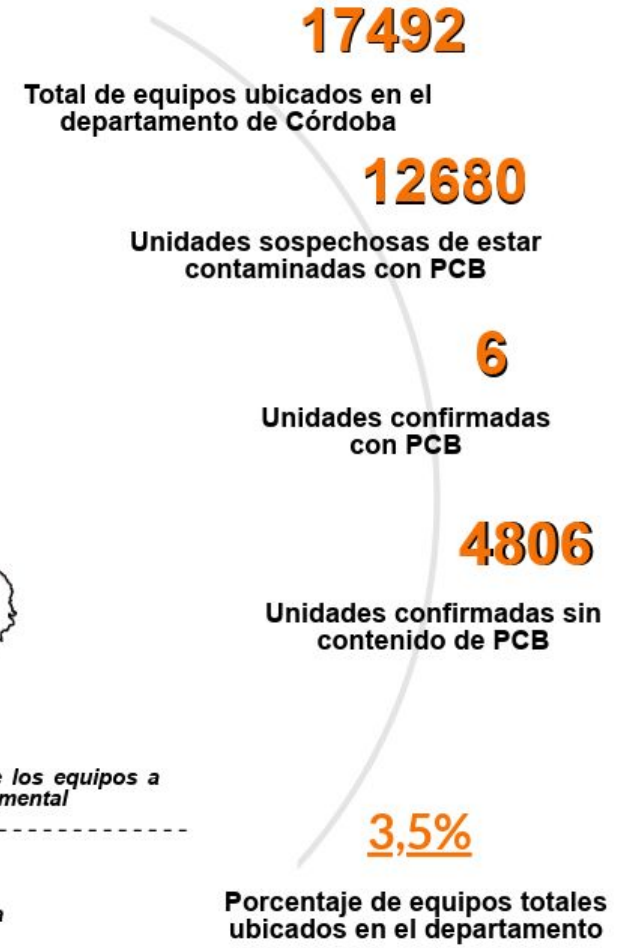 17492
Total de equipos ubicados en el
departamento de Córdoba
12680
Unidades sospechosas de estar
contaminadas con PCB
6
Unidades confirmadas
con PCB
4806
Unidades confirmadas sin
contenido de PCB
los equipos a
3,5%
Porcentaje de equipos totales
ubicados en el departamento